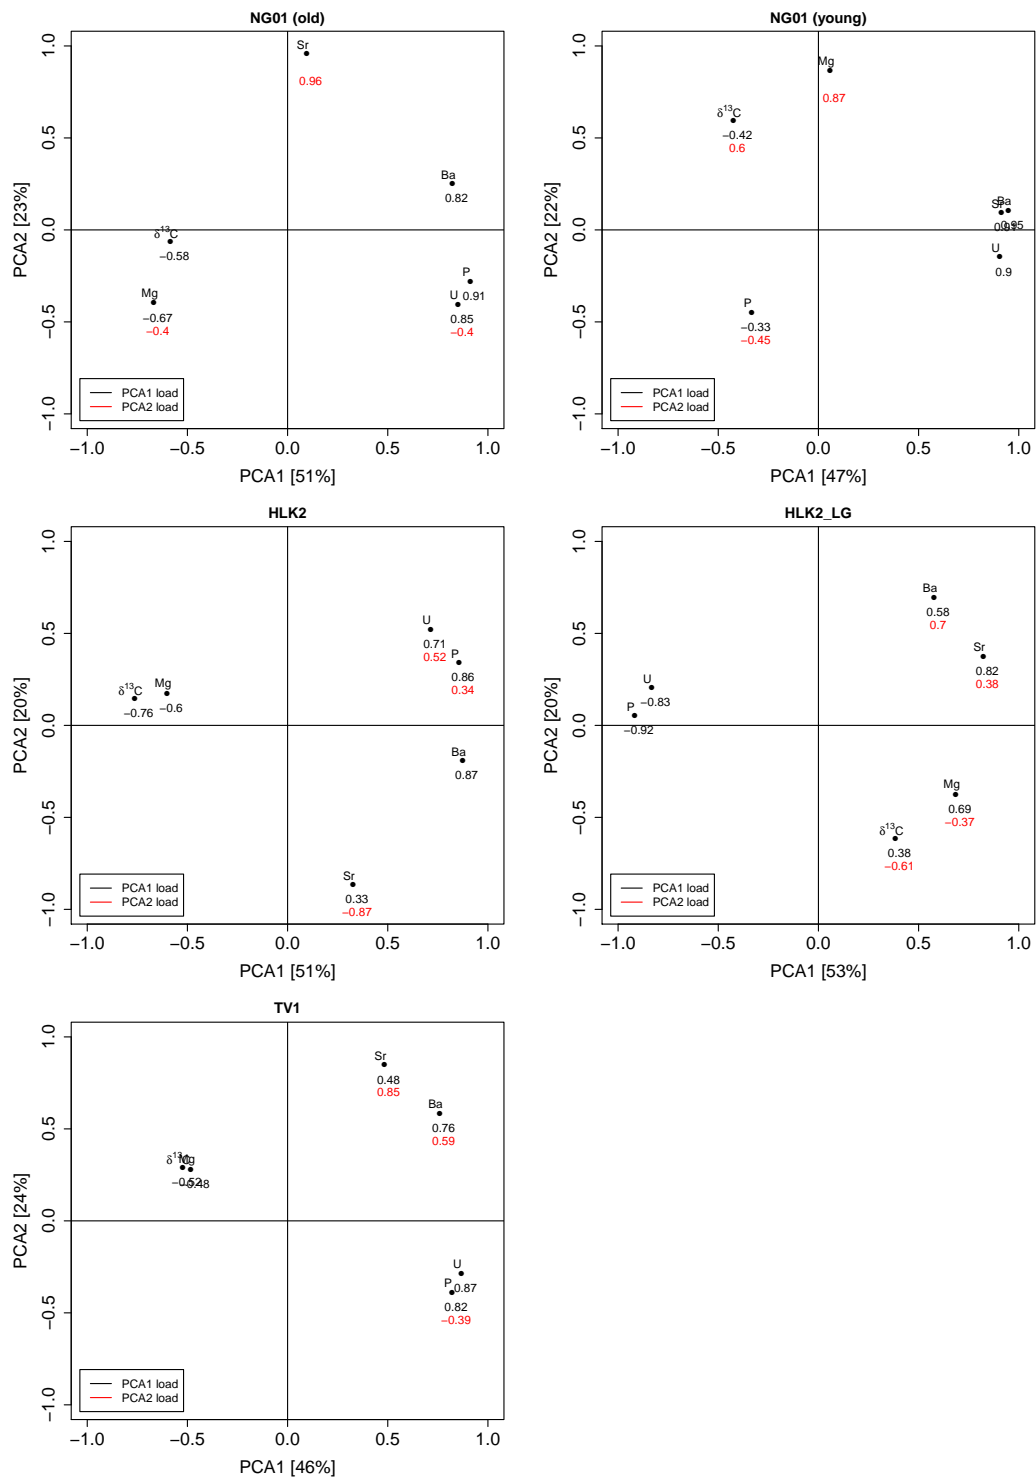 NG01 (old)
PCA2 [23%]
1.0
0.5
0.0
−0.5
−1.0
Sr
0.96
Ba
0.82
δ13C
−0.58
Mg
−0.67
−0.4
P
0.91
U
0.85
−0.4
PCA1 load
PCA2 load
−1.0 −0.5 0.0 0.5 1.0
PCA1 [51%]
NG01 (young)
PCA2 [22%]
1.0
0.5
0.0
−0.5
−1.0
Mg
0.87
δ13C
−0.42
0.6
Sr
0.91
Ba
0.95
U
0.9
P
−0.33
−0.45
PCA1 load
PCA2 load
−1.0 −0.5 0.0 0.5 1.0
PCA1 [47%]
HLK2
PCA2 [20%]
1.0
0.5
0.0
−0.5
−1.0
U
0.71
0.52
P
0.86
0.34
δ13C
−0.76
Mg
−0.6
Ba
0.87
Sr
0.33
−0.87
PCA1 load
PCA2 load
−1.0 −0.5 0.0 0.5 1.0
PCA1 [51%]
HLK2_LG
PCA2 [20%]
1.0
0.5
0.0
−0.5
−1.0
Ba
0.58
0.7
Sr
0.82
0.38
U
−0.83
P
−0.92
Mg
0.69
−0.37
δ13C
0.38
−0.61
PCA1 load
PCA2 load
−1.0 −0.5 0.0 0.5 1.0
PCA1 [53%]
TV1
PCA2 [24%]
1.0
0.5
0.0
−0.5
−1.0
Sr
0.48
0.85
Ba
0.76
0.59
δ13C
−0.52
Mg
−0.48
U
0.87
P
0.82
−0.39
PCA1 load
PCA2 load
−1.0 −0.5 0.0 0.5 1.0
PCA1 [46%]